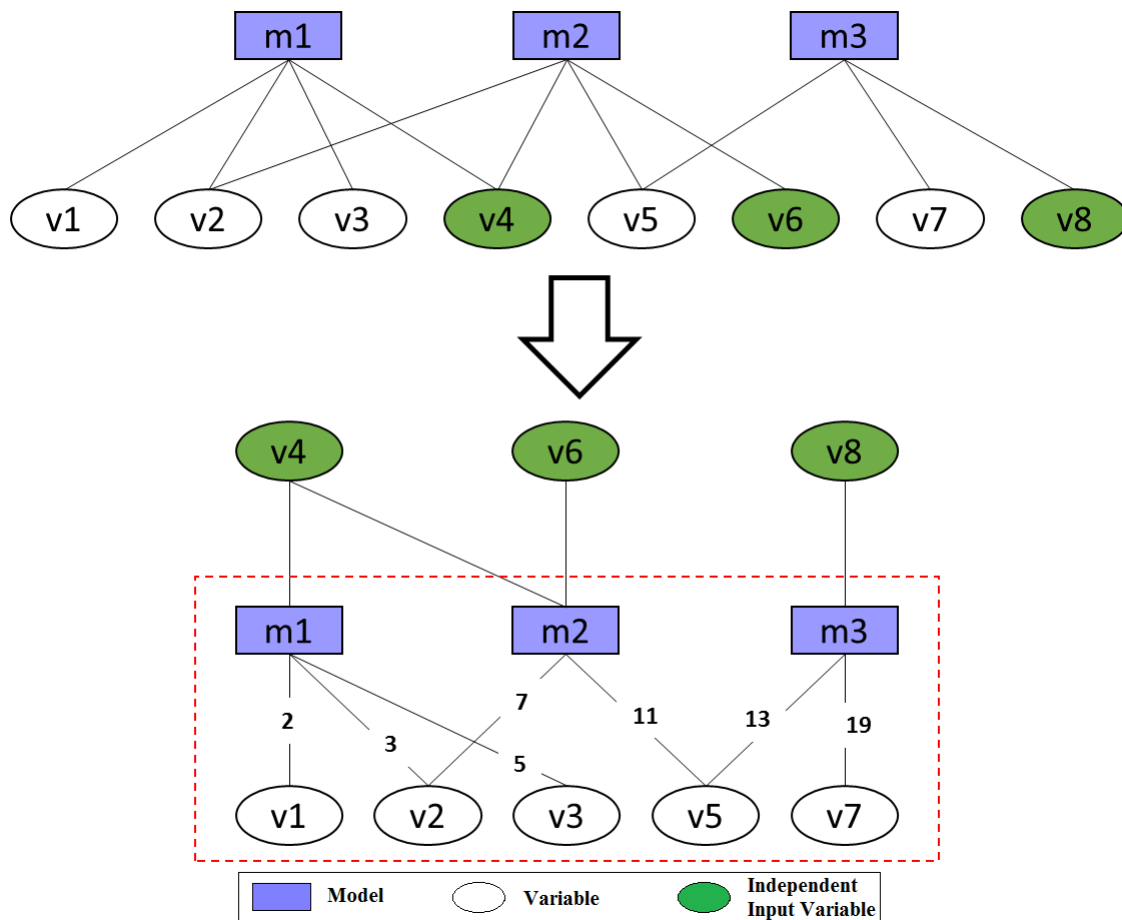 m1 m2 m3
v1 v2 v3 v4 v5 v6 v7 v8
v4 v6 v8
m1 m2 m3
7
2 11 13 19
3
5
v1 v2 v3 v5 v7
Model Variable Independent
Input Variable